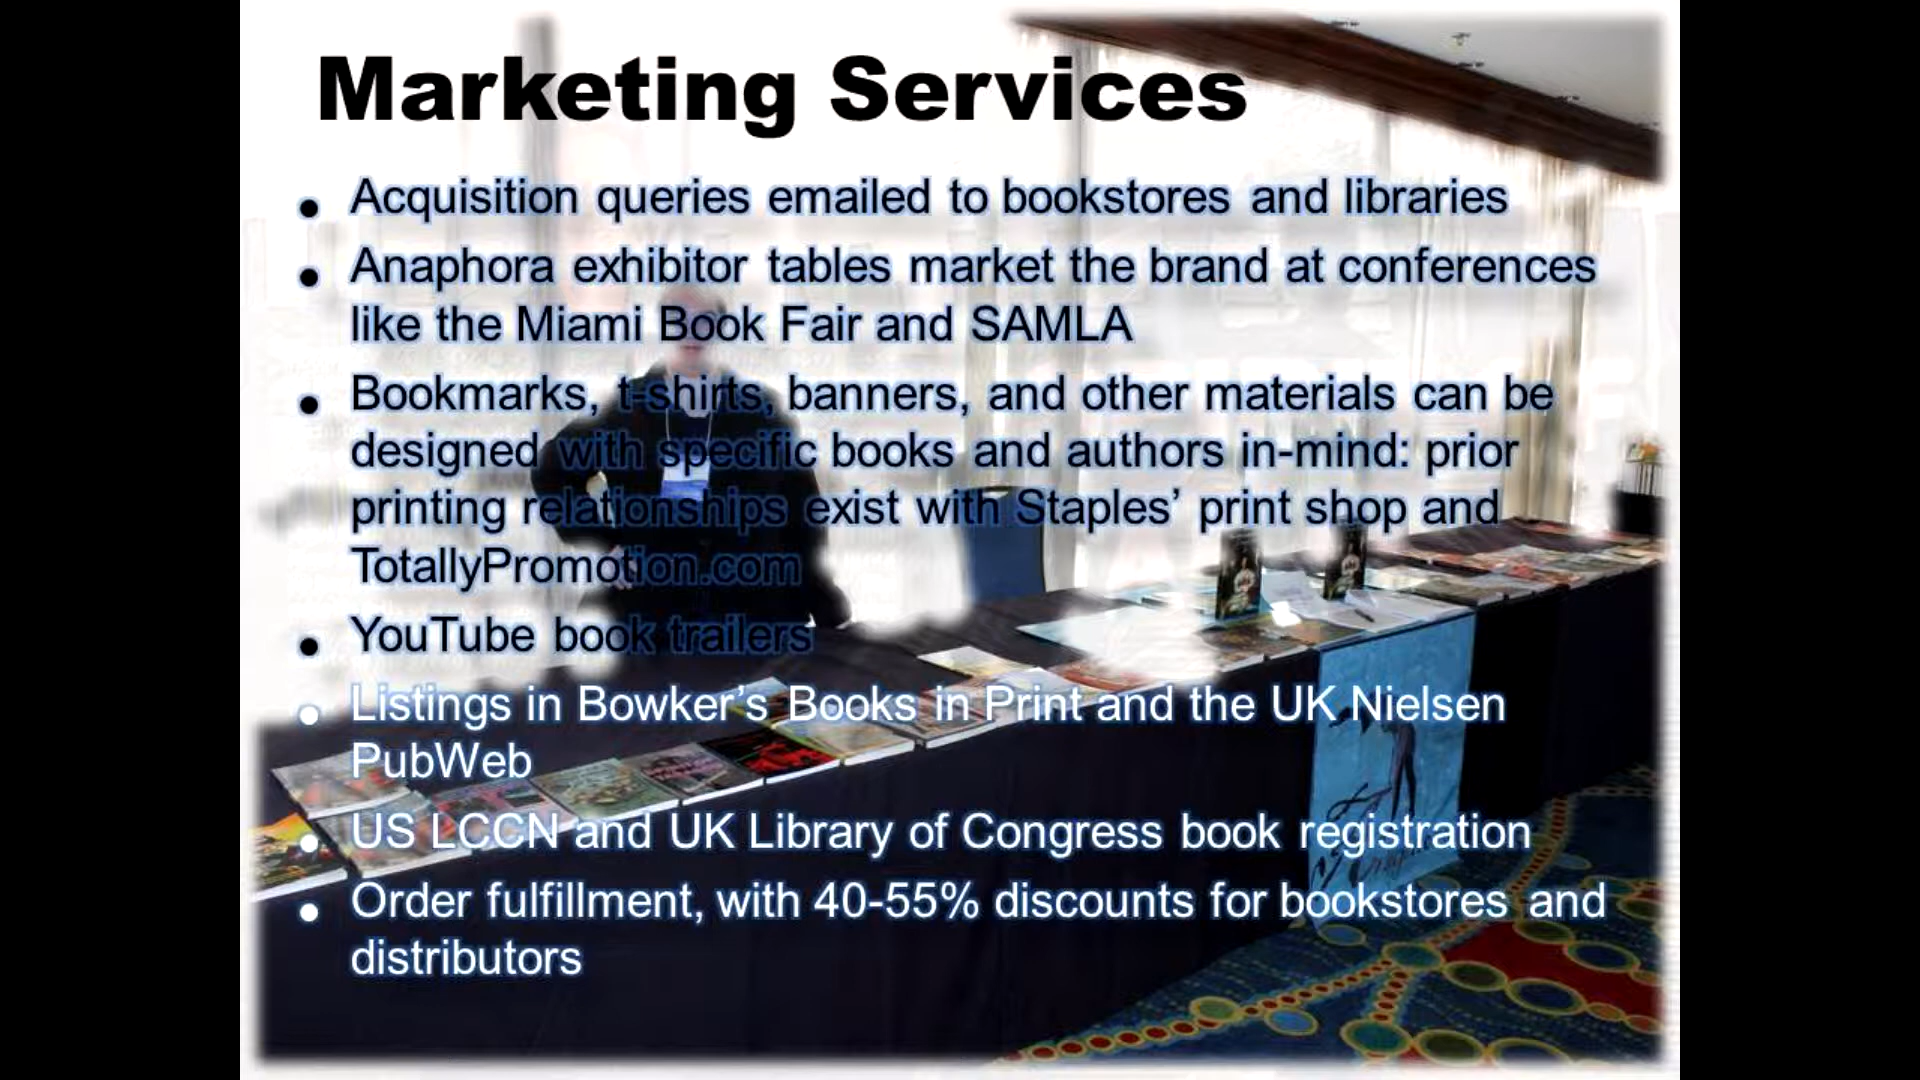 Marketing Services
• Acquisition queries emailed to bookstores and libraries
• Anaphora exhibitor tables market the brand at conferences
like the Miami Book Fair and SAMLA
• Bookmarks, t-shirts, banners, and other materials can be
designed with specific books and authors in-mind: prior
printing relationships exist with Staples’ print shop and
TotallyPromotion.com
• YouTube book trailers
• Listings in Bowker’s Books in Print and the UK Nielsen
PubWeb
• US LCCN and UK Library of Congress book registration
• Order fulfillment, with 40-55% discounts for bookstores and
distributors